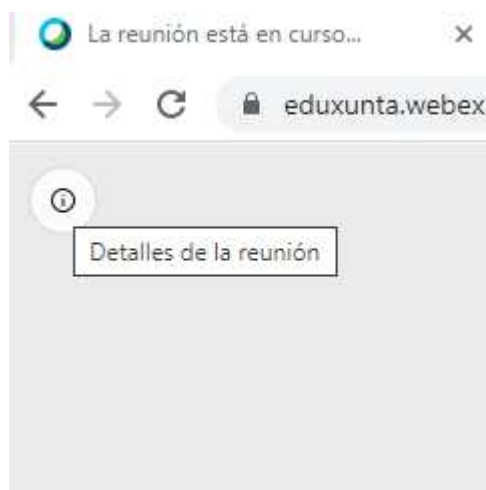 La reunión está en curso...
eduxunta.webex
Detalles de la reunión